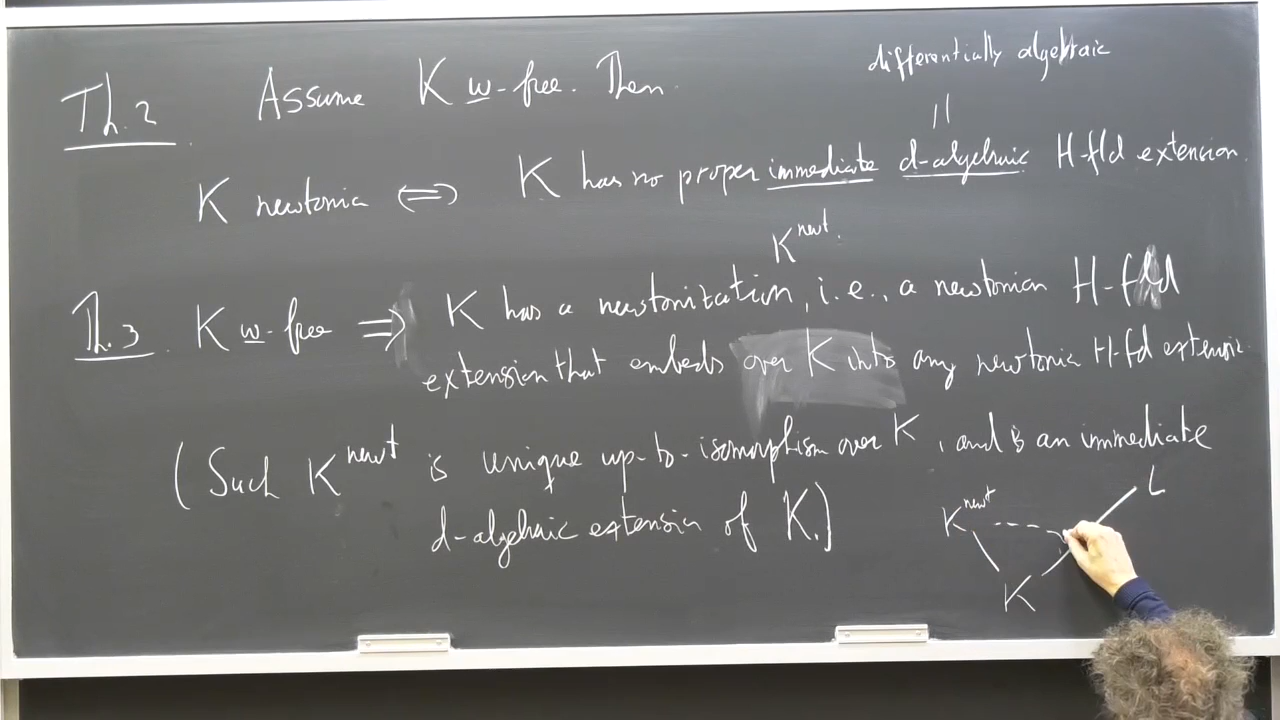 differentially algebraic
Th. 2 Assume K w-free. Then.
||
K newtonian ⇔ K has no proper immediate d-algebraic H-fld extension.
K^newt.
Th. 3 K w-free ⇒ K has a newtonization, i.e., a newtonian H-fld
extension that embeds over K into any newtonian H-fld extension
(Such K^newt is unique up-to-isomorphism over K, and is an immediate
d-algebraic extension of K.)
L
K^newt
K